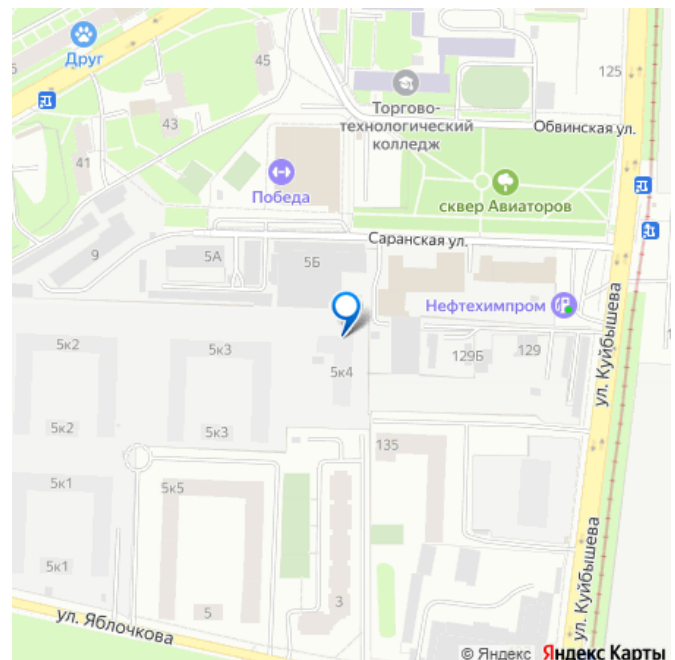 Друг
45
125
43
Торгово-
технологический
колледж
Обвинская ул.
41
Победа
сквер Авиаторов
Саранская ул.
9
5А
5Б
Нефтехимпром
ул. Куйбышева
5к2
5к3
129Б
129
5к4
5к2
5к3
135
5к1
5к5
ул. Куйбышева
5к1
5
3
ул. Яблочкова
© Яндекс Яндекс Карты